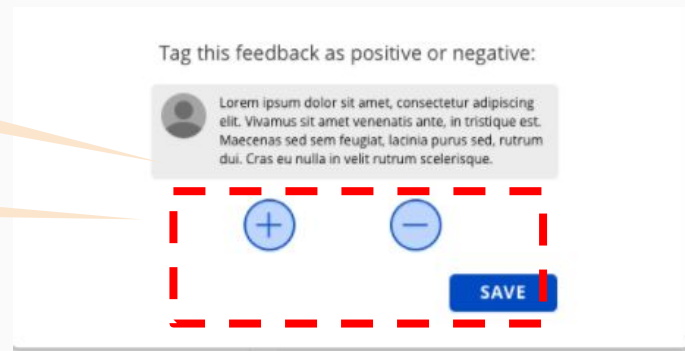 Tag this feedback as positive or negative:
Lorem ipsum dolor sit amet, consectetur adipiscing
elit. Vivamus sit amet venenatis ante, in tristique est.
Maecenas sed sem feugiat, lacinia purus sed, rutrum
dui. Cras eu nulla in velit rutrum scelerisque.
+ −
SAVE